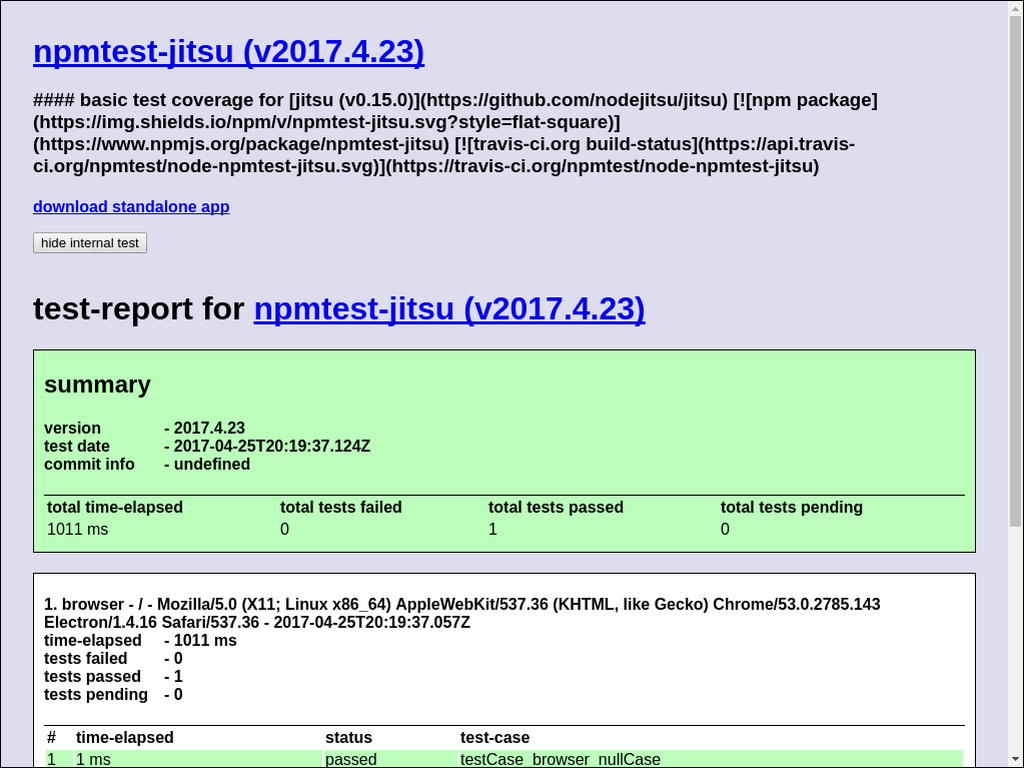 npmtest-jitsu (v2017.4.23)
#### basic test coverage for [jitsu (v0.15.0)](https://github.com/nodejitsu/jitsu) [![npm package]
(https://img.shields.io/npm/v/npmtest-jitsu.svg?style=flat-square)]
(https://www.npmjs.org/package/npmtest-jitsu) [![travis-ci.org build-status](https://api.travis-
ci.org/npmtest/node-npmtest-jitsu.svg)](https://travis-ci.org/npmtest/node-npmtest-jitsu)
download standalone app
hide internal test
test-report for npmtest-jitsu (v2017.4.23)
summary
version - 2017.4.23
test date - 2017-04-25T20:19:37.124Z
commit info - undefined
total time-elapsed total tests failed total tests passed total tests pending
1011 ms 0 1 0
1. browser - / - Mozilla/5.0 (X11; Linux x86_64) AppleWebKit/537.36 (KHTML, like Gecko) Chrome/53.0.2785.143
Electron/1.4.16 Safari/537.36 - 2017-04-25T20:19:37.057Z
time-elapsed - 1011 ms
tests failed - 0
tests passed - 1
tests pending - 0
# time-elapsed status test-case
1 1 ms passed testCase_browser_nullCase